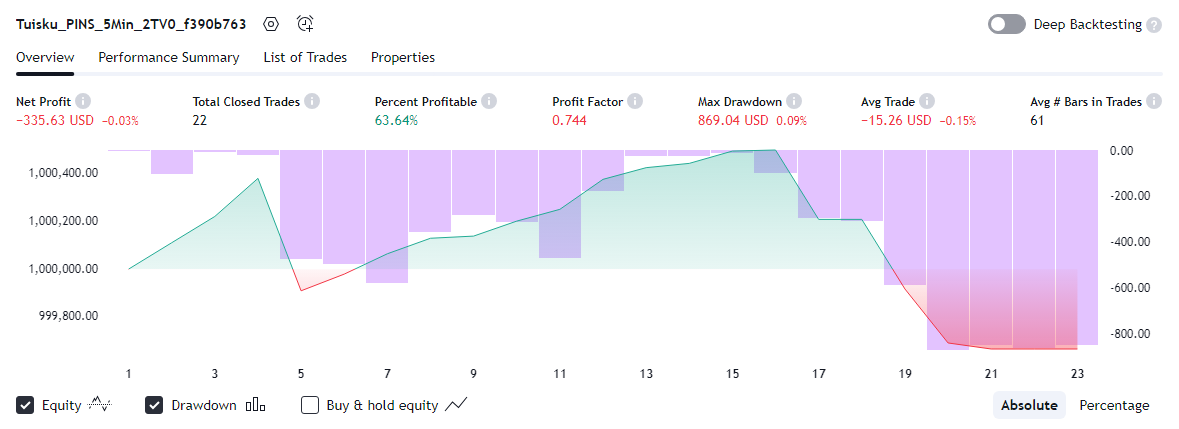 Tuisku_PINS_5Min_2TV0_f390b763
Deep Backtesting ?
Overview Performance Summary List of Trades Properties
Net Profit i Total Closed Trades i Percent Profitable i Profit Factor i Max Drawdown i Avg Trade i Avg # Bars in Trades i
−335.63 USD −0.03% 22 63.64% 0.744 869.04 USD 0.09% −15.26 USD −0.15% 61
0.00
1,000,400.00
-200.00
1,000,200.00
-400.00
1,000,000.00
-600.00
999,800.00
-800.00
1 3 5 7 9 11 13 15 17 19 21 23
Equity Drawdown Buy & hold equity Absolute Percentage